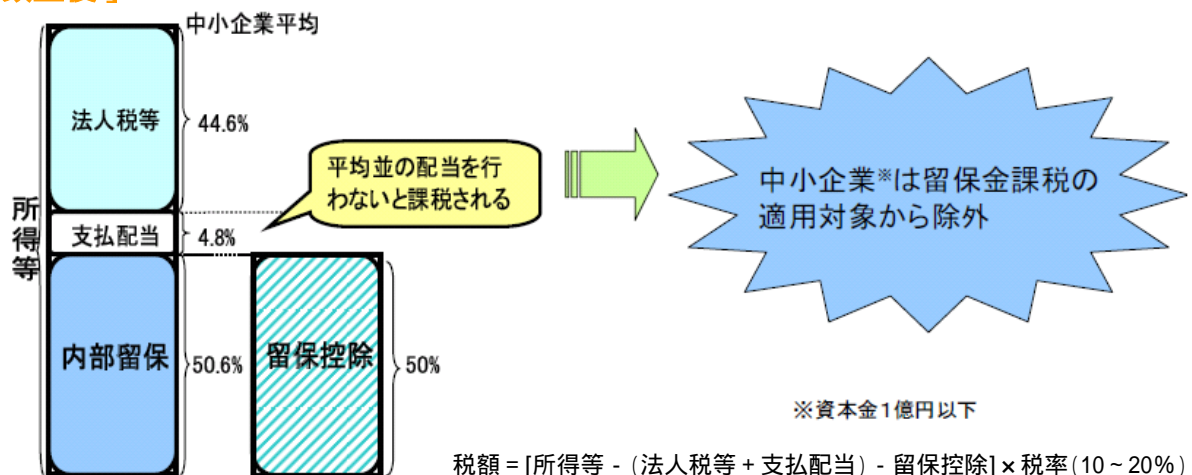 中小企業平均
法人税等
44.6%
平均並の配当を行
わないと課税される
中小企業※は留保金課税の
適用対象から除外
所得等
支払配当
4.8%
内部留保
50.6%
留保控除
50%
※資本金1億円以下
税額=[所得等 - (法人税等+支払配当) - 留保控除]×税率(10~20%)